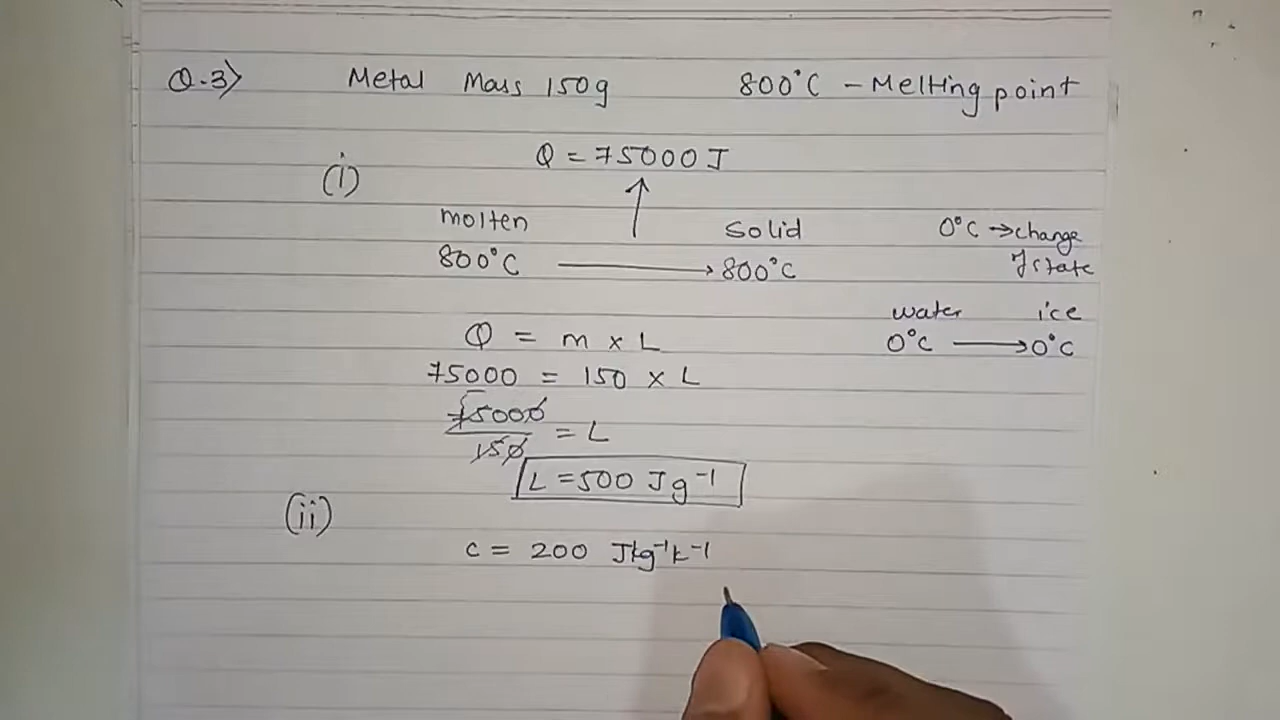 Q.3) Metal Mass 150g 800°C - Melting point
(i) Q = 75000 J
molten solid 0°C → change
800°C → 800°C of state
water ice
Q = m x L 0°C → 0°C
75000 = 150 x L
75000 / 150 = L
L = 500 Jg⁻¹
(ii)
c = 200 Jkg⁻¹k⁻¹